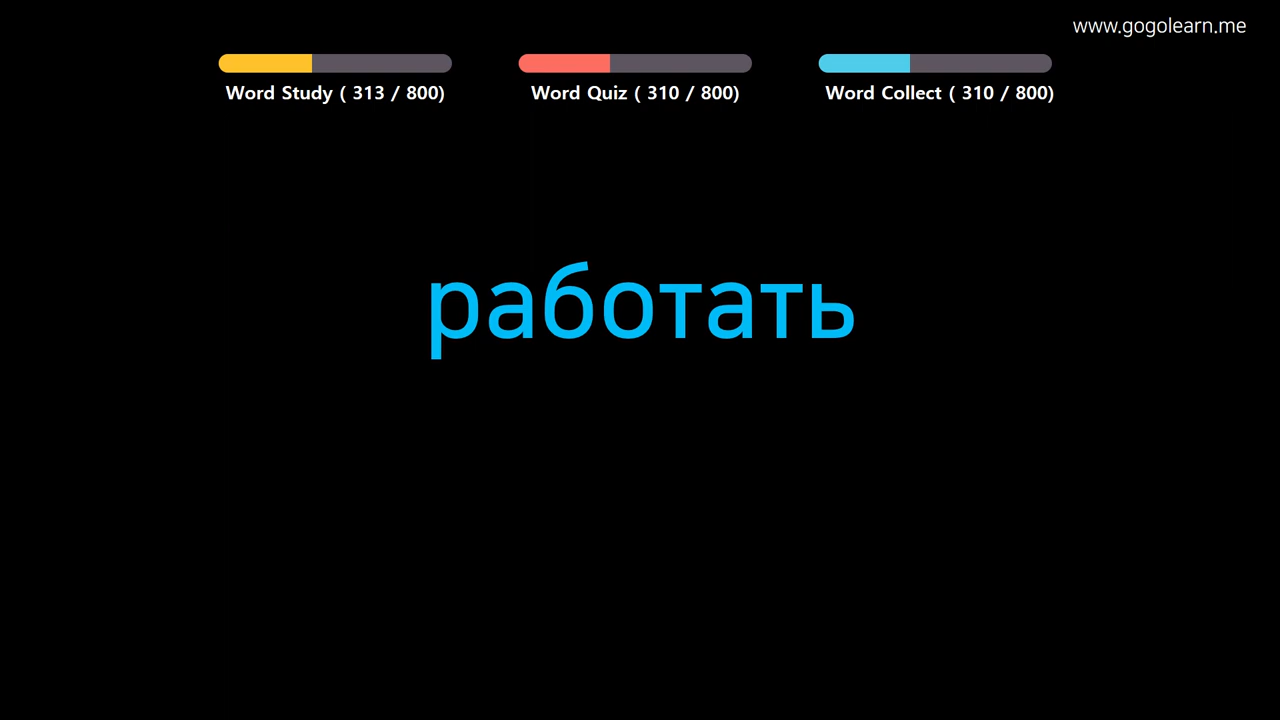 www.gogolearn.me
Word Study ( 313 / 800)
Word Quiz ( 310 / 800)
Word Collect ( 310 / 800)
работать